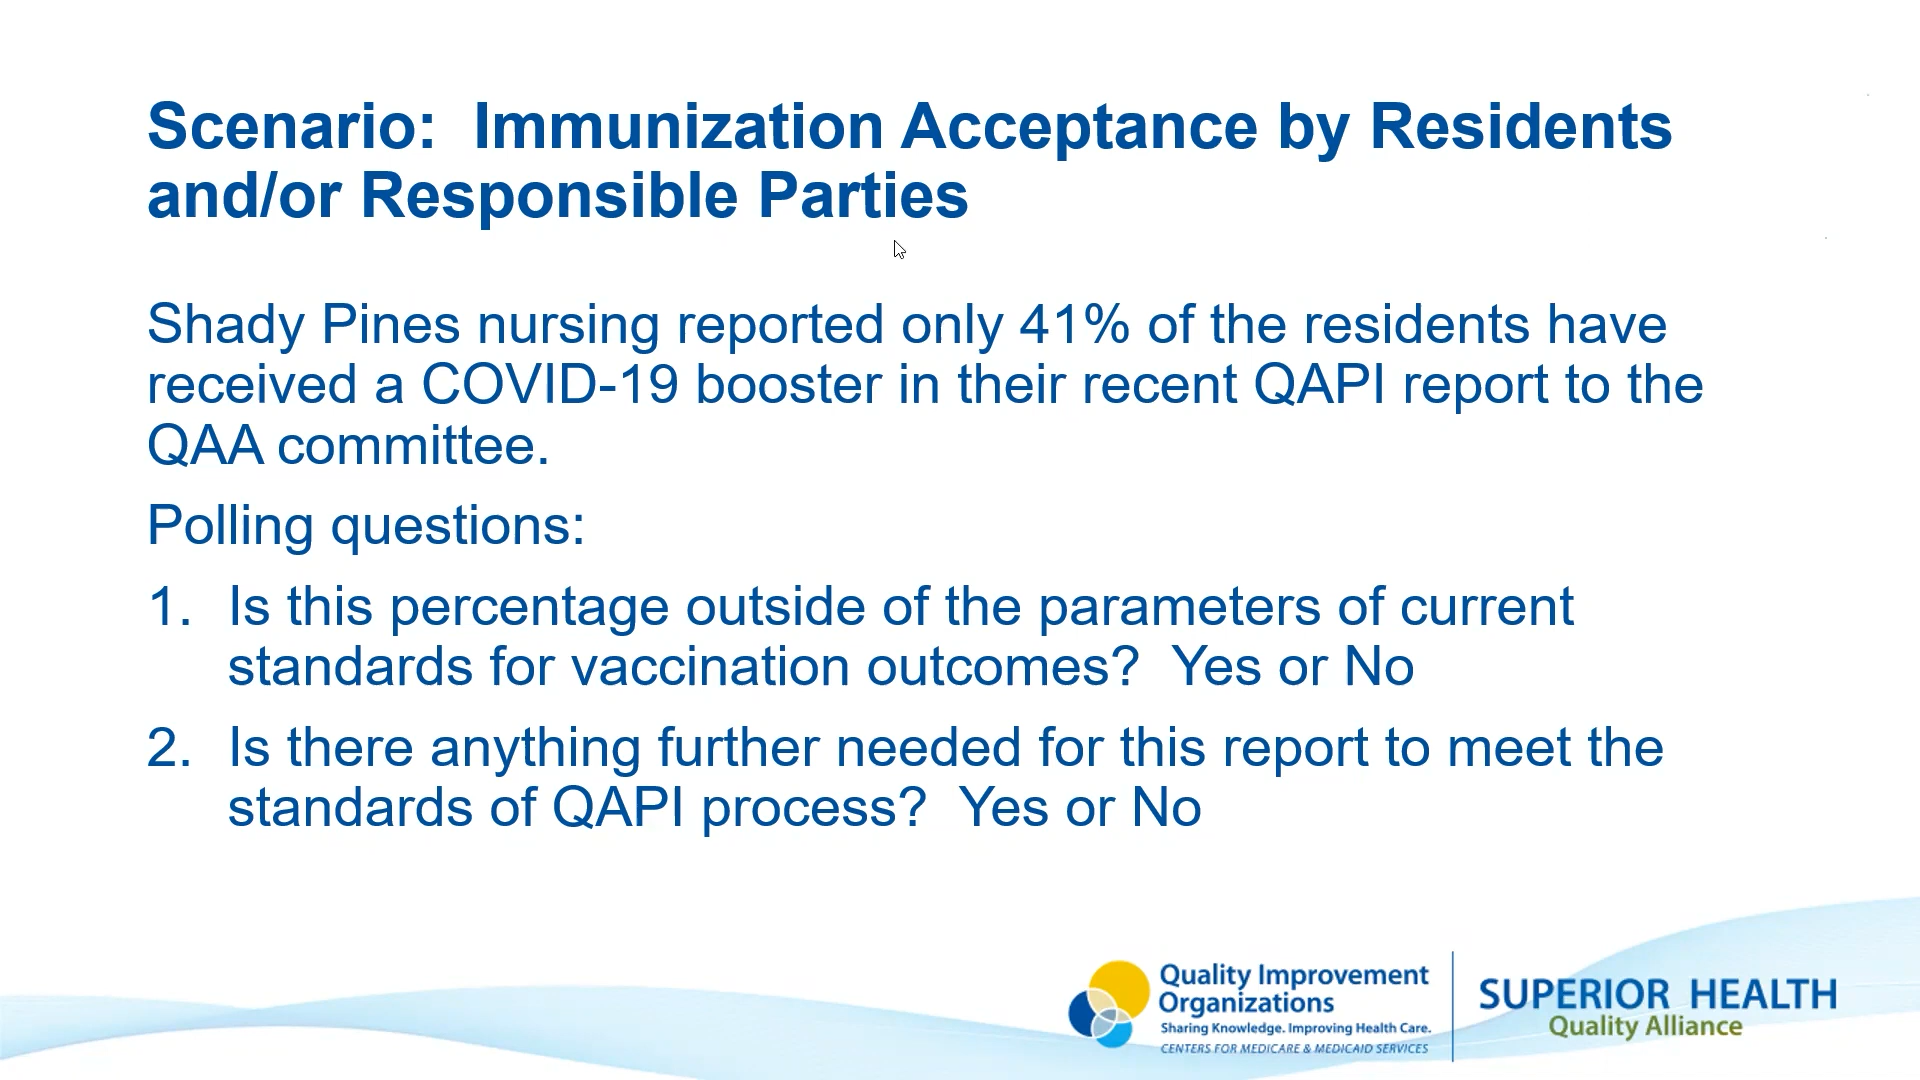 Scenario:  Immunization Acceptance by Residents
and/or Responsible Parties
Shady Pines nursing reported only 41% of the residents have
received a COVID-19 booster in their recent QAPI report to the
QAA committee.
Polling questions:
1. Is this percentage outside of the parameters of current
standards for vaccination outcomes?  Yes or No
2. Is there anything further needed for this report to meet the
standards of QAPI process?  Yes or No
Quality Improvement
Organizations
Sharing Knowledge. Improving Health Care.
CENTERS FOR MEDICARE & MEDICAID SERVICES
SUPERIOR HEALTH
Quality Alliance